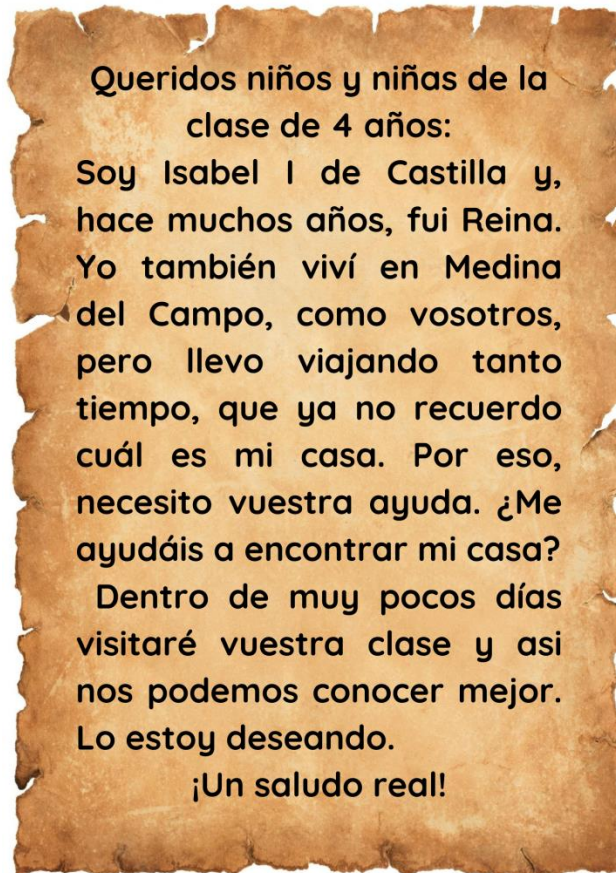 Queridos niños y niñas de la
clase de 4 años:
Soy Isabel I de Castilla y,
hace muchos años, fui Reina.
Yo también viví en Medina
del Campo, como vosotros,
pero llevo viajando tanto
tiempo, que ya no recuerdo
cuál es mi casa. Por eso,
necesito vuestra ayuda. ¿Me
ayudáis a encontrar mi casa?
Dentro de muy pocos días
visitaré vuestra clase y asi
nos podemos conocer mejor.
Lo estoy deseando.
¡Un saludo real!